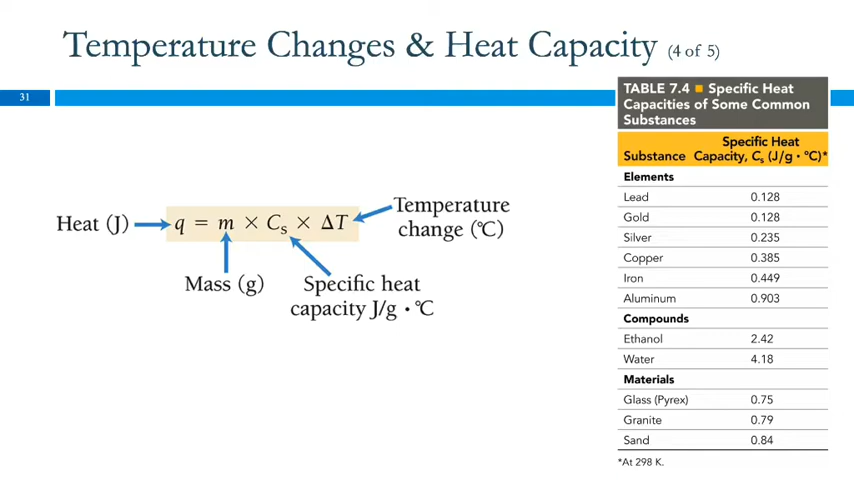 Temperature Changes & Heat Capacity (4 of 5)
31
Heat (J)
q = m × Cs × ΔT
Temperature
change (°C)
Mass (g)
Specific heat
capacity J/g • °C
TABLE 7.4 ■ Specific Heat
Capacities of Some Common
Substances
Substance Specific Heat
Capacity, Cs (J/g • °C)*
Elements
Lead 0.128
Gold 0.128
Silver 0.235
Copper 0.385
Iron 0.449
Aluminum 0.903
Compounds
Ethanol 2.42
Water 4.18
Materials
Glass (Pyrex) 0.75
Granite 0.79
Sand 0.84
*At 298 K.